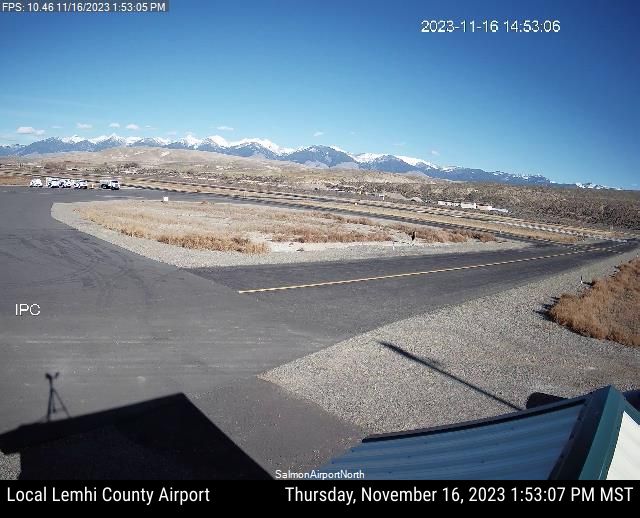 FPS: 10.46 11/16/2023 1:53:05 PM
2023-11-16 14:53:06
IPC
SalmonAirportNorth
Local Lemhi County Airport Thursday, November 16, 2023 1:53:07 PM MST